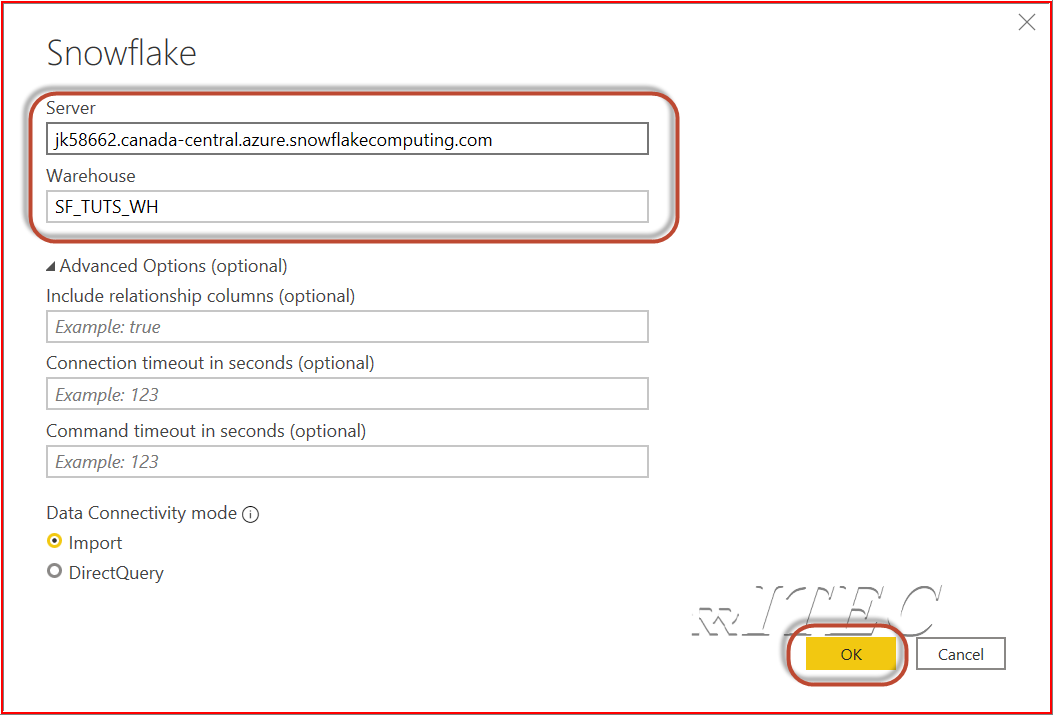 Snowflake
Server
jk58662.canada-central.azure.snowflakecomputing.com
Warehouse
SF_TUTS_WH
Advanced Options (optional)
Include relationship columns (optional)
Example: true
Connection timeout in seconds (optional)
Example: 123
Command timeout in seconds (optional)
Example: 123
Data Connectivity mode
Import
DirectQuery
rrITEC
OK Cancel